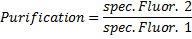 Purification = spec. Fluor. 2 / spec. Fluor. 1